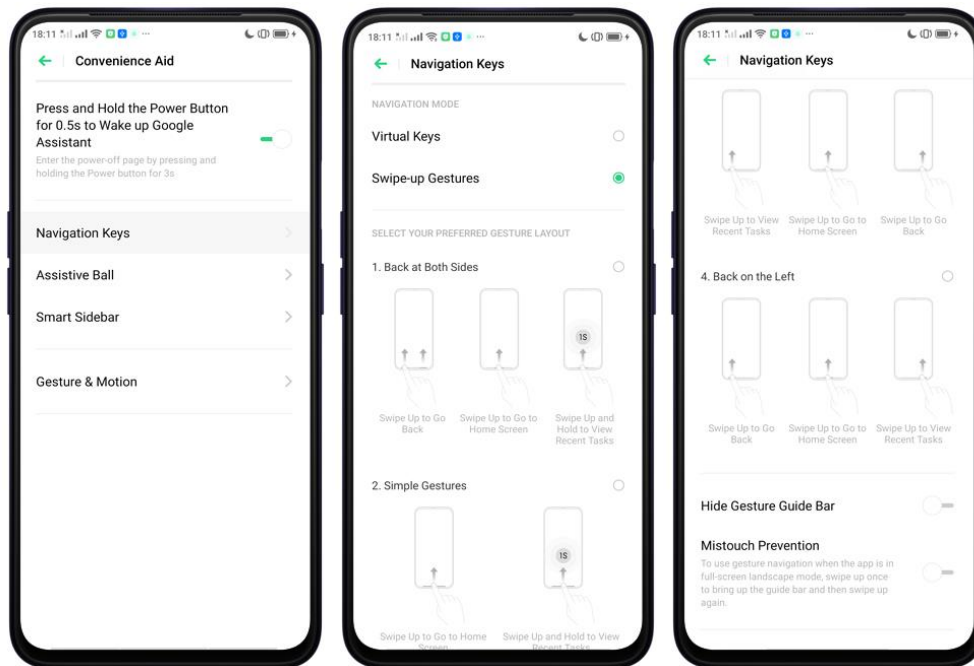 18:11
Convenience Aid
Press and Hold the Power Button
for 0.5s to Wake up Google
Assistant
Enter the power-off page by pressing and
holding the Power button for 3s
Navigation Keys
Assistive Ball
Smart Sidebar
Gesture & Motion
18:11
Navigation Keys
NAVIGATION MODE
Virtual Keys
Swipe-up Gestures
SELECT YOUR PREFERRED GESTURE LAYOUT
1. Back at Both Sides
1S
Swipe Up to Go
Back
Swipe Up to Go to
Home Screen
Swipe Up and
Hold to View
Recent Tasks
2. Simple Gestures
1S
Swipe Up to Go to Home
Screen
Swipe Up and Hold to View
Recent Tasks
18:11
Navigation Keys
Swipe Up to View
Recent Tasks
Swipe Up to Go to
Home Screen
Swipe Up to Go
Back
4. Back on the Left
Swipe Up to Go
Back
Swipe Up to Go to
Home Screen
Swipe Up to View
Recent Tasks
Hide Gesture Guide Bar
Mistouch Prevention
To use gesture navigation when the app is in
full-screen landscape mode, swipe up once
to bring up the guide bar and then swipe up
again.